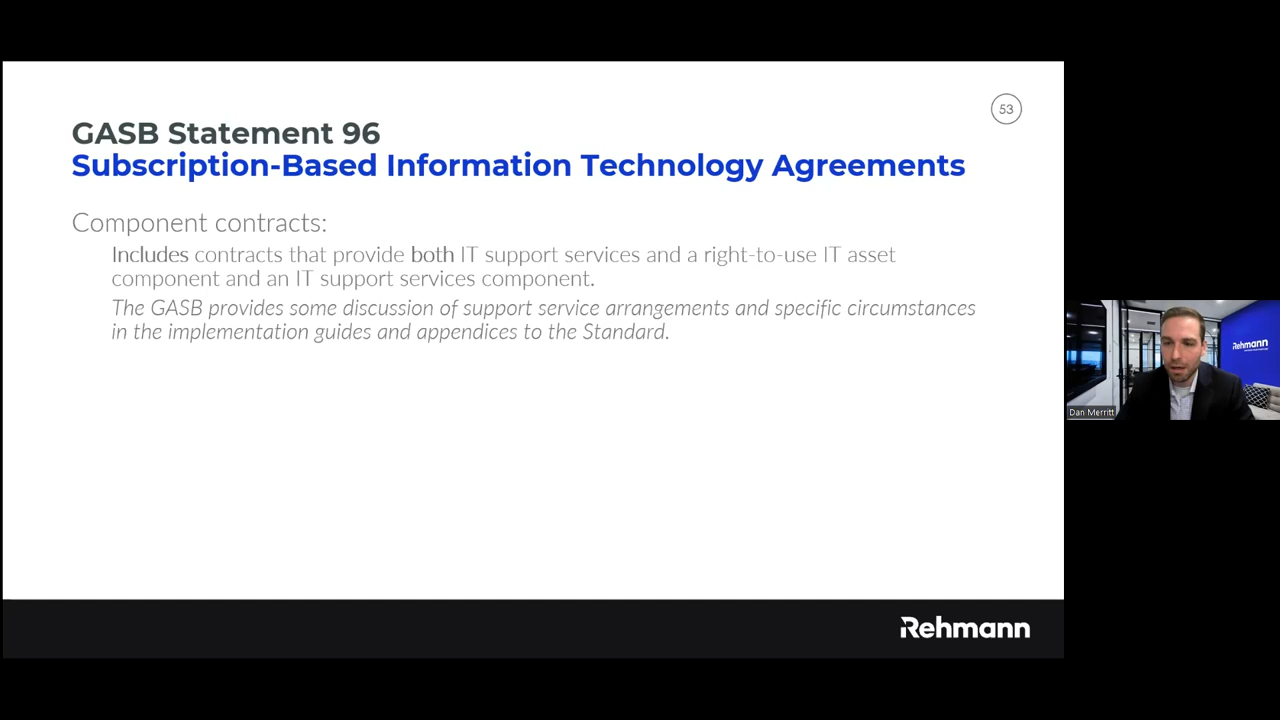 53
GASB Statement 96
Subscription-Based Information Technology Agreements
Component contracts:
Includes contracts that provide both IT support services and a right-to-use IT asset
component and an IT support services component.
The GASB provides some discussion of support service arrangements and specific circumstances
in the implementation guides and appendices to the Standard.
Rehmann
Dan Merritt
Rehmann